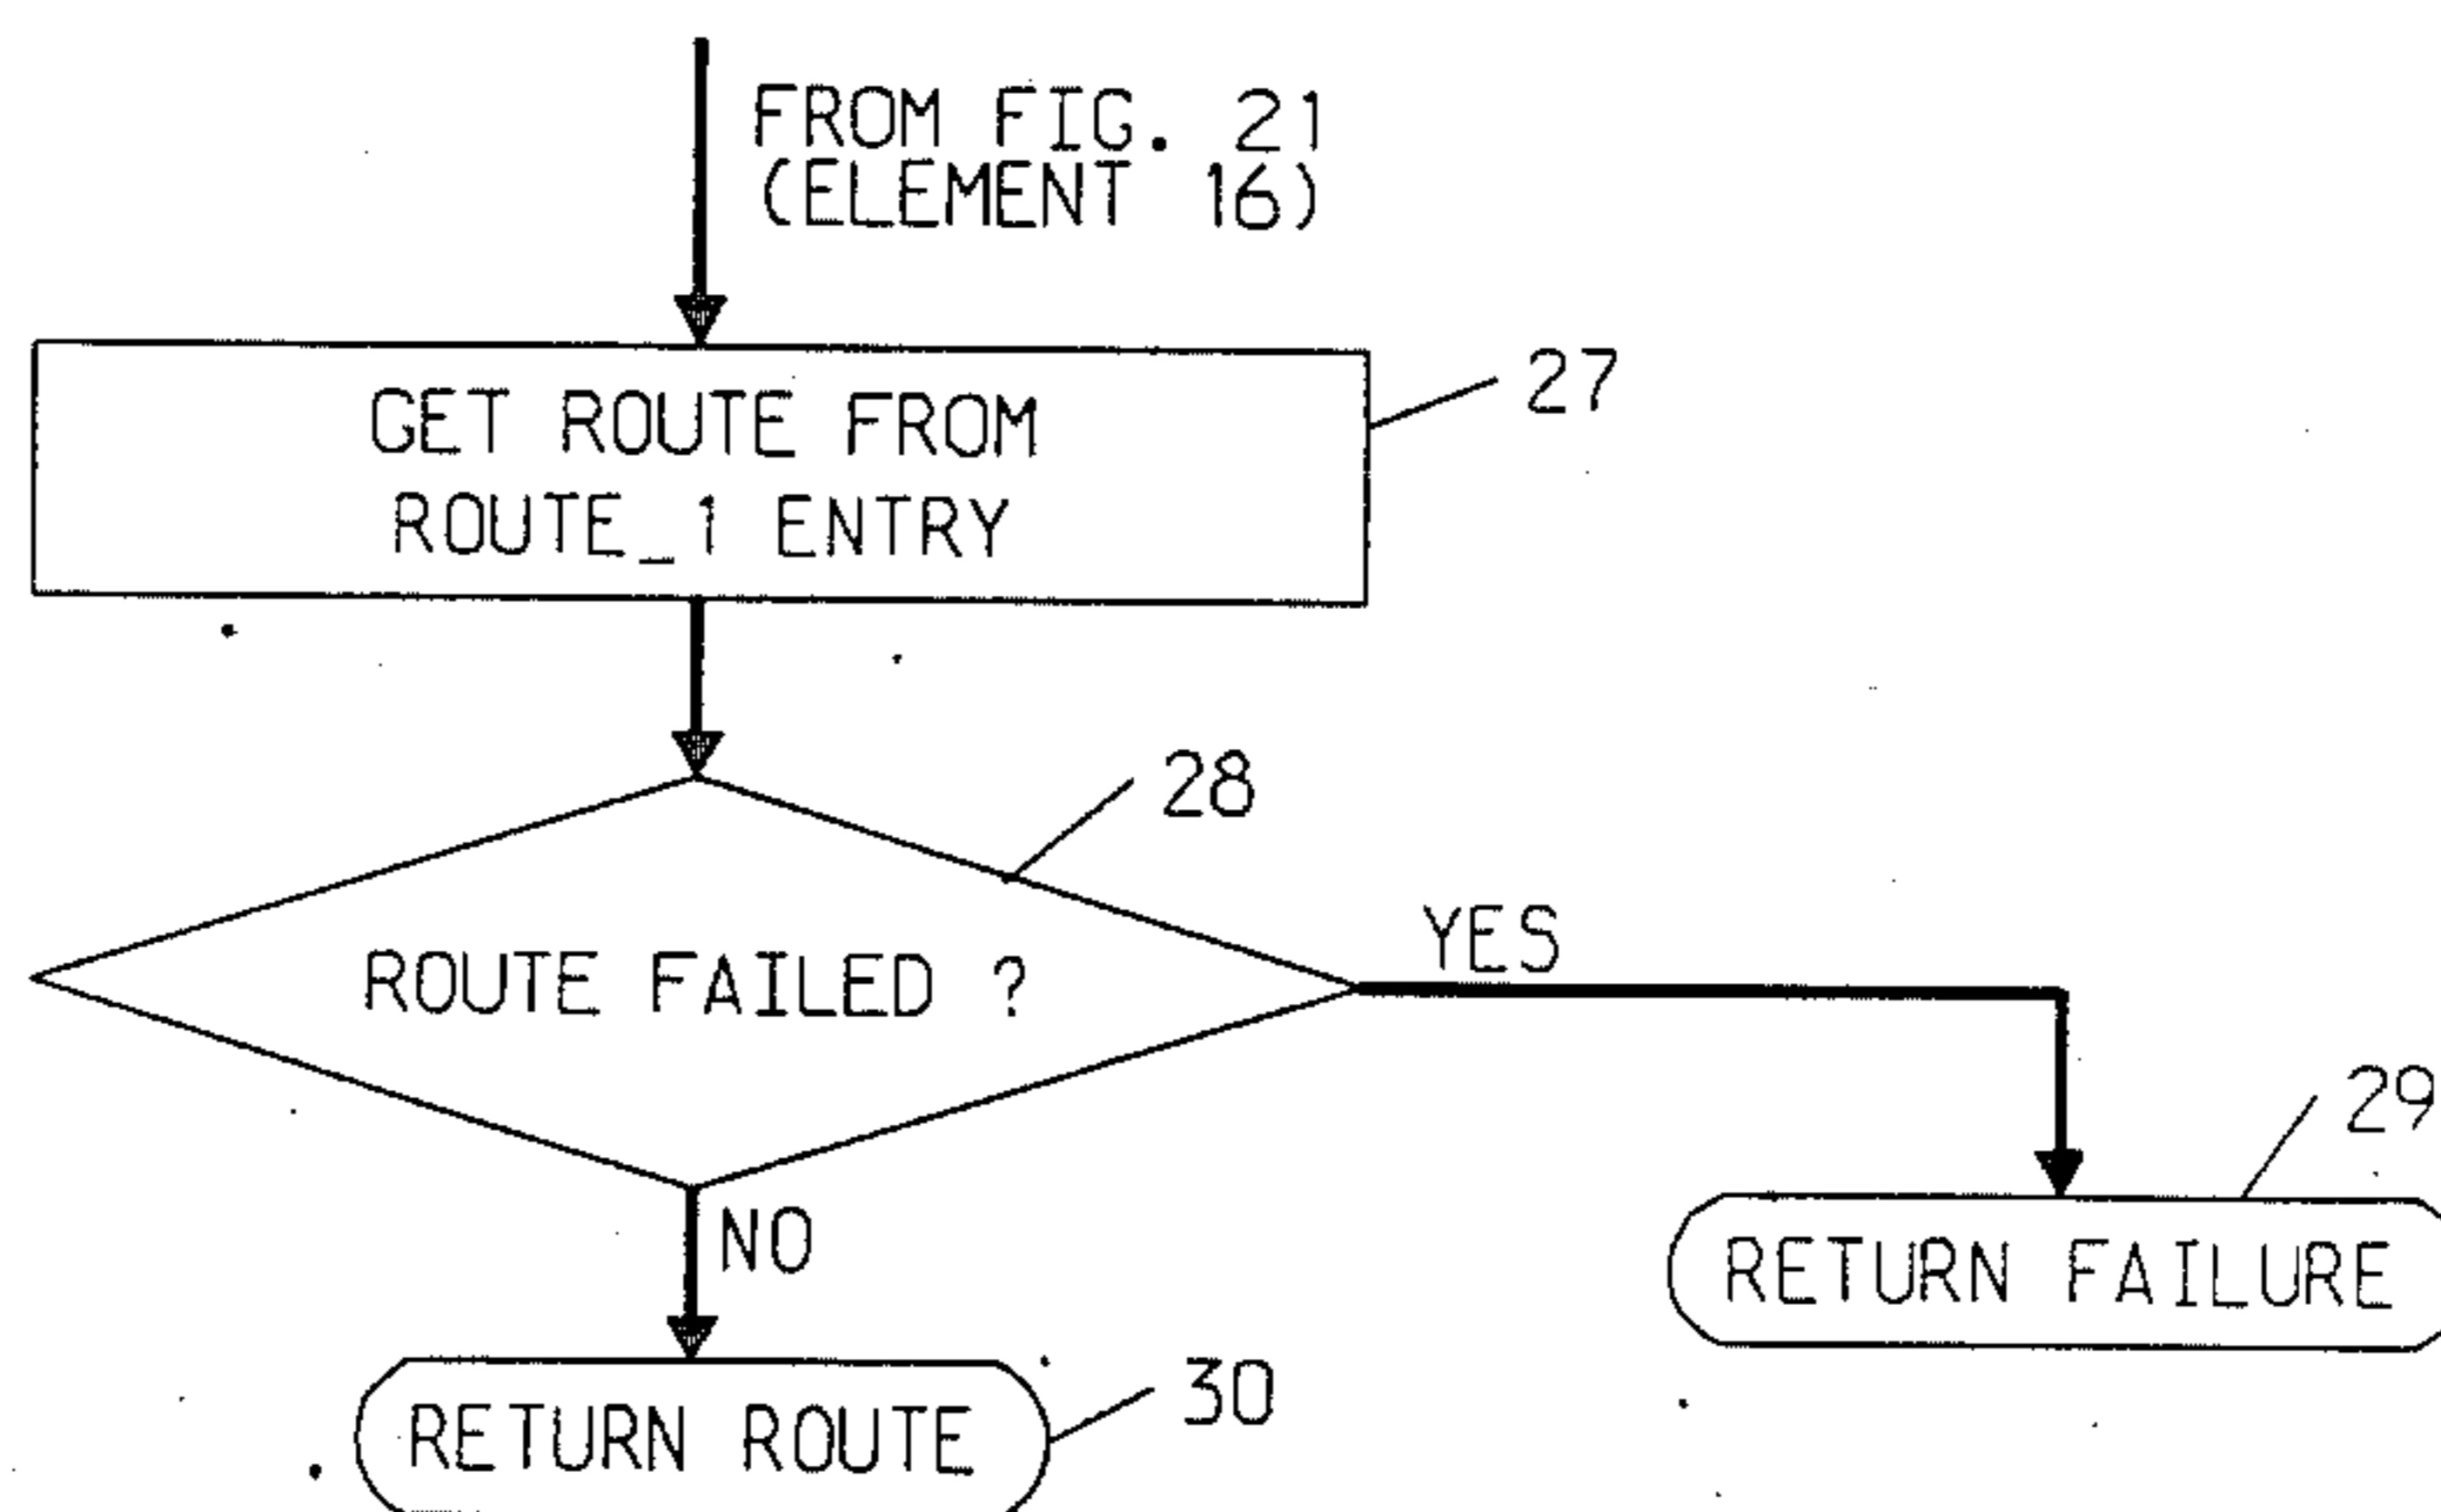 FROM FIG. 21
(ELEMENT 16)
GET ROUTE FROM
ROUTE_1 ENTRY
27
28
ROUTE FAILED ?
YES
29
RETURN FAILURE
NO
30
RETURN ROUTE